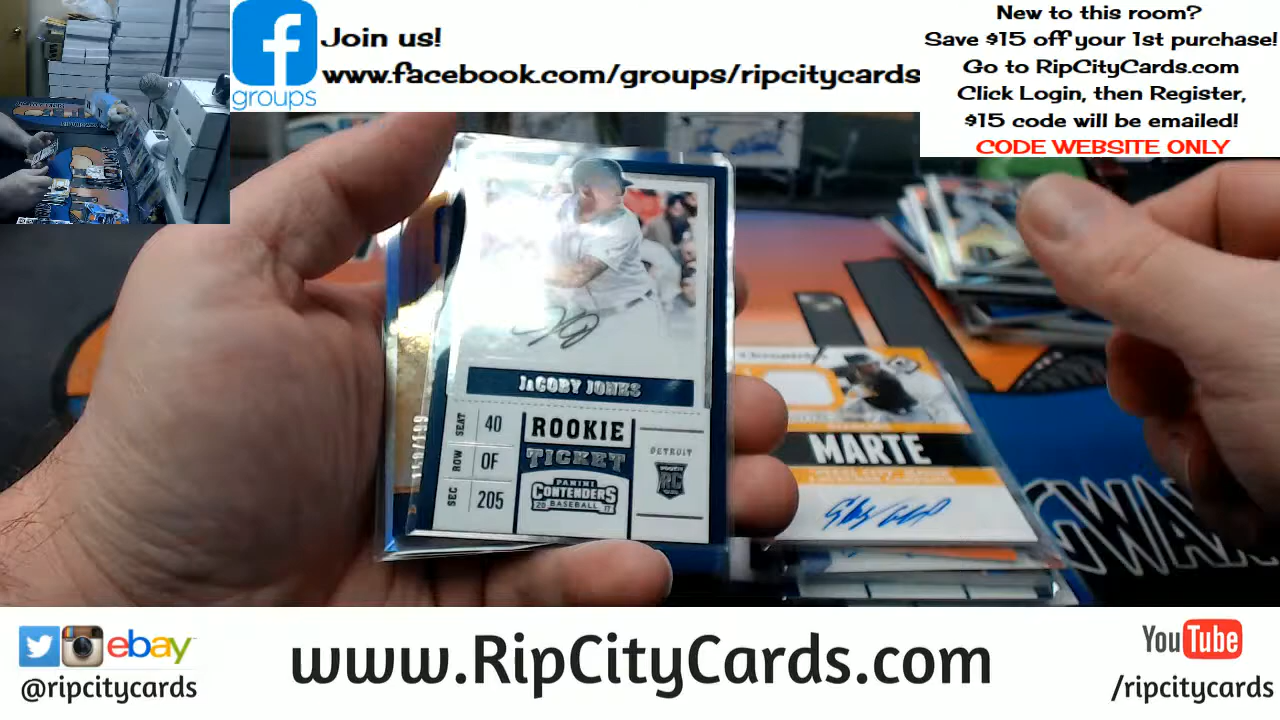 groups
Join us!
www.facebook.com/groups/ripcitycards
New to this room?
Save $15 off your 1st purchase!
Go to RipCityCards.com
Click Login, then Register,
$15 code will be emailed!
CODE WEBSITE ONLY
JACOBY JONES
SEAT 40
ROW OF
SEC 205
ROOKIE
TICKET
PANINI
CONTENDERS
20 BASEBALL 17
DETROIT
RC
MARTE
ebay
@ripcitycards
www.RipCityCards.com
YouTube
/ripcitycards